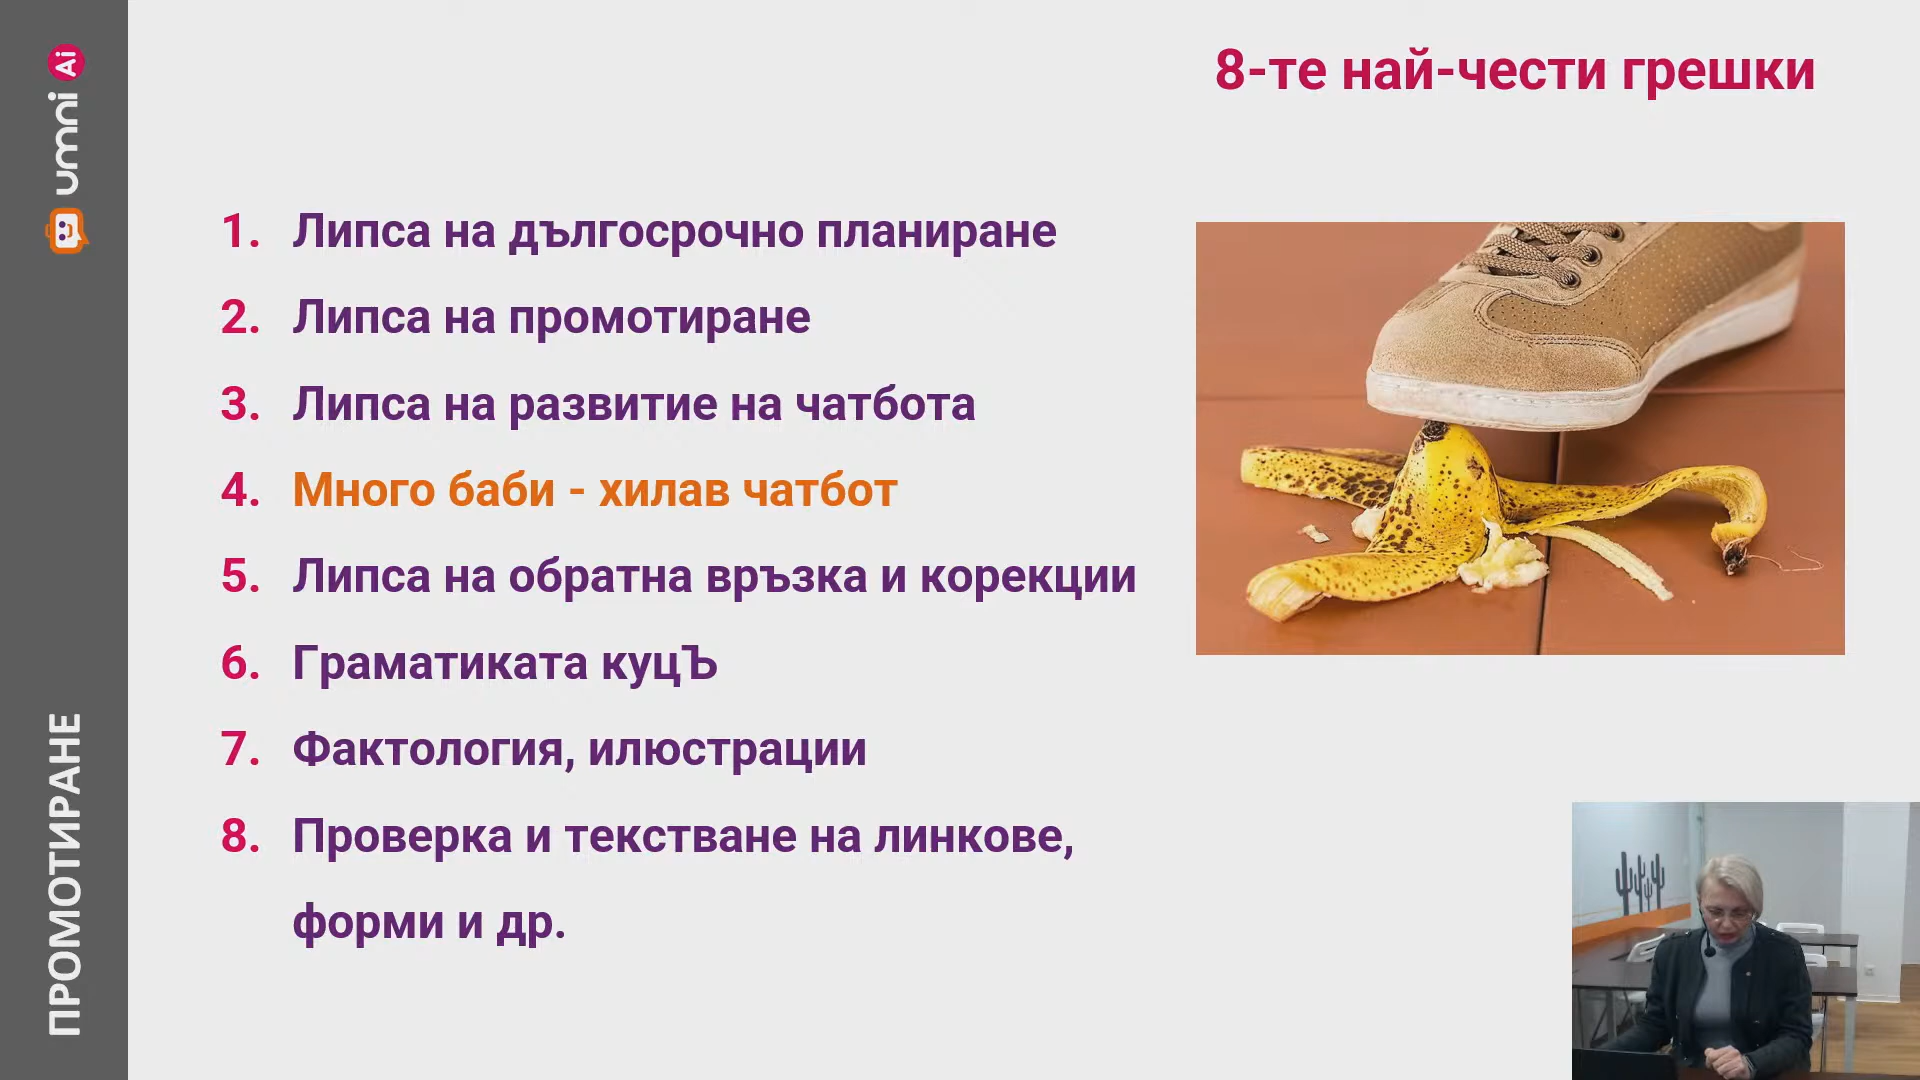 umni Ai
ПРОМОТИРАНЕ
8-те най-чести грешки
1. Липса на дългосрочно планиране
2. Липса на промотиране
3. Липса на развитие на чатбота
4. Много баби - хилав чатбот
5. Липса на обратна връзка и корекции
6. Граматиката куцЪ
7. Фактология, илюстрации
8. Проверка и текстване на линкове,
форми и др.